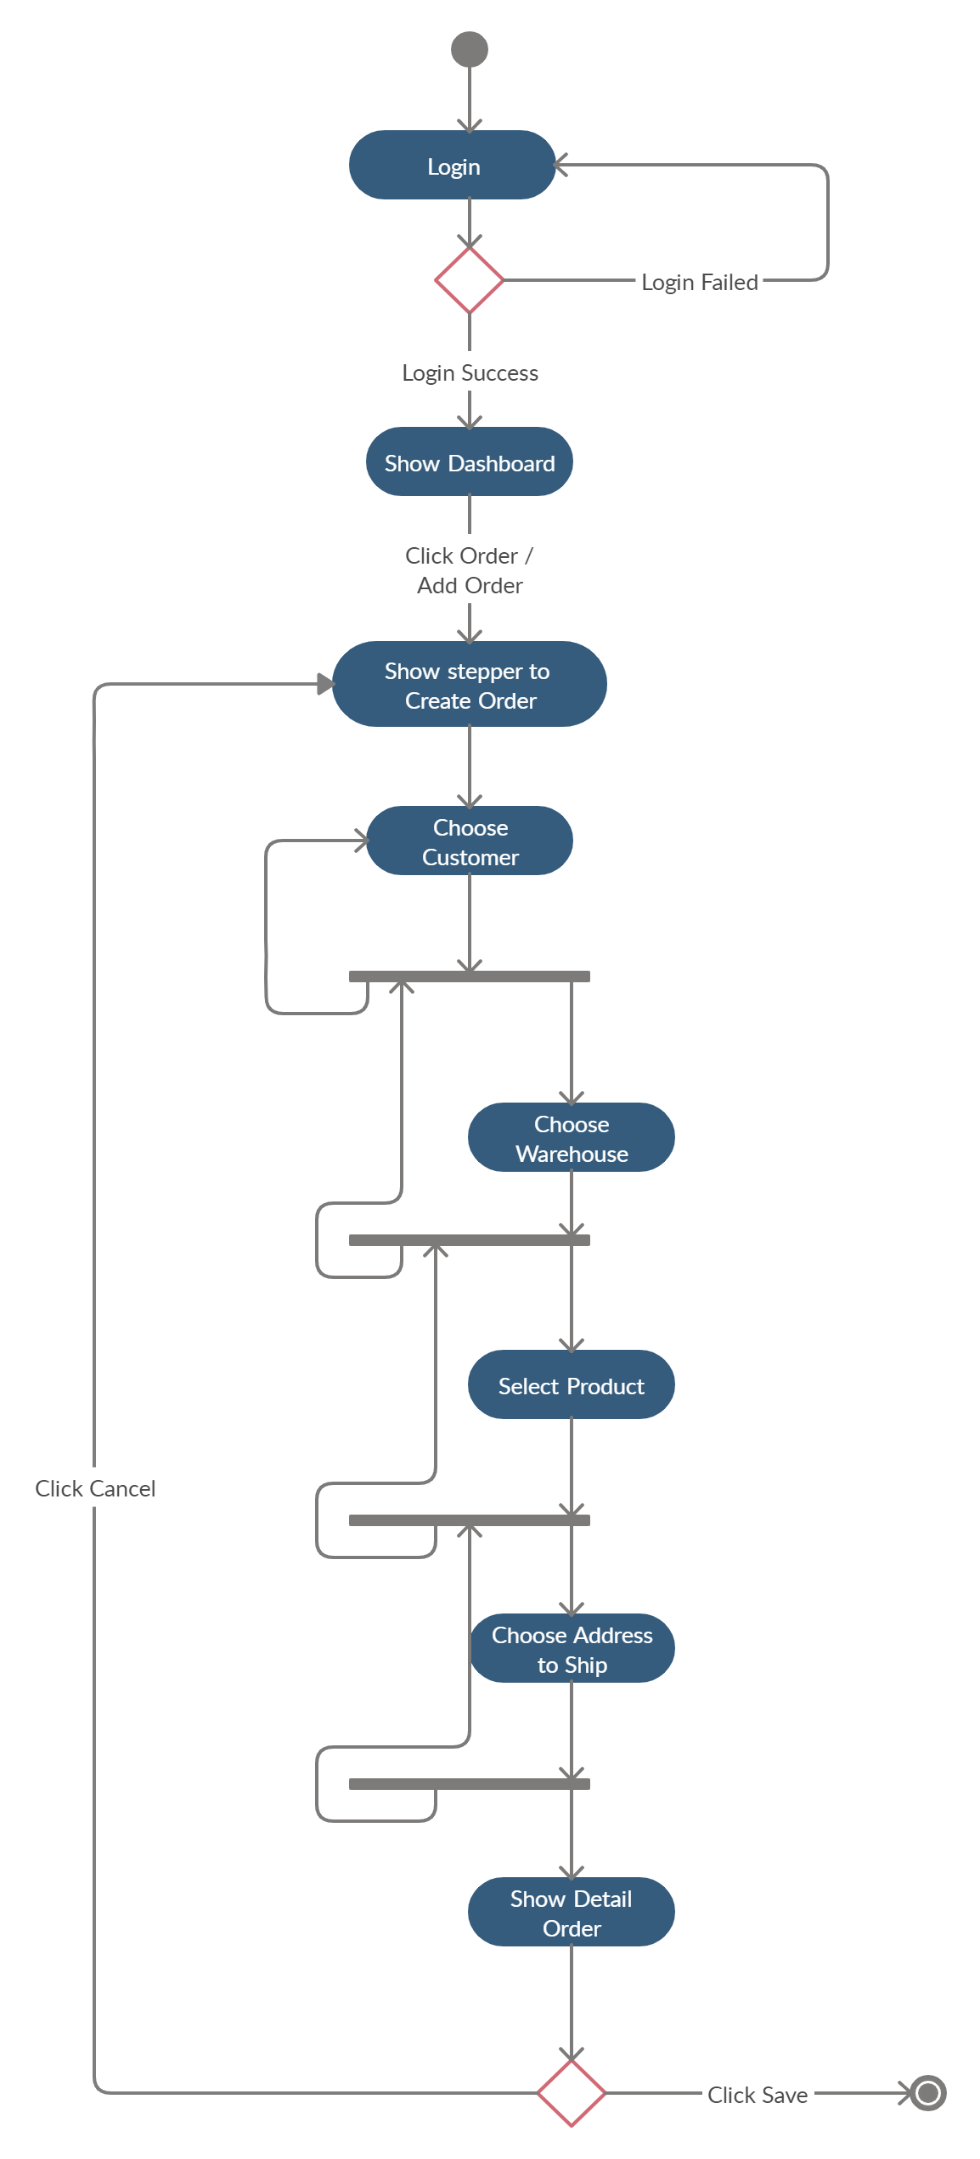 Login
Login Failed
Login Success
Show Dashboard
Click Order /
Add Order
Show stepper to
Create Order
Choose
Customer
Choose
Warehouse
Select Product
Click Cancel
Choose Address
to Ship
Show Detail
Order
Click Save